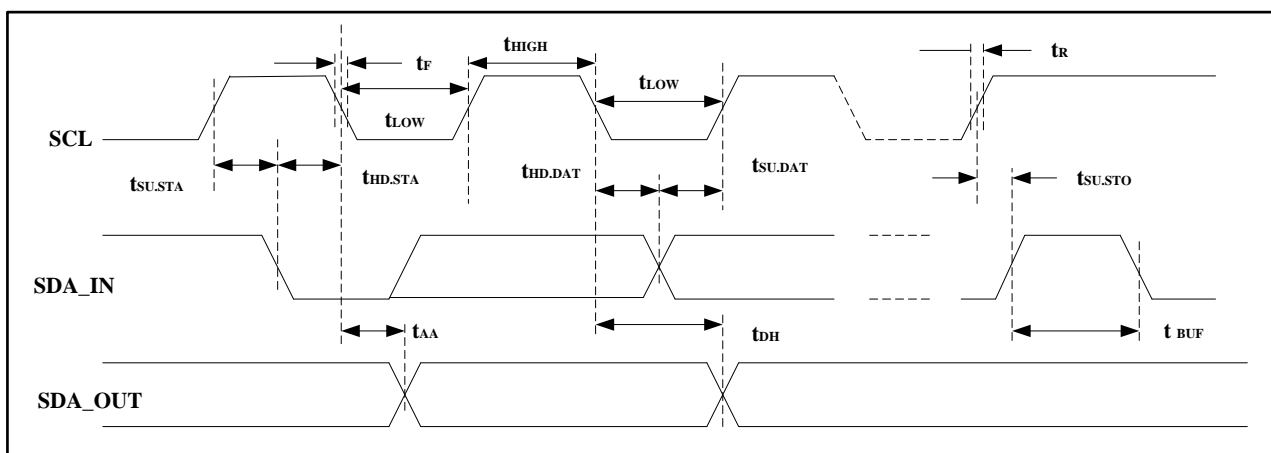 tHIGH
tF
tR
tLOW
tLOW
SCL
tSU.STA
tHD.STA
tHD.DAT
tSU.DAT
tSU.STO
SDA_IN
tAA
tDH
t BUF
SDA_OUT